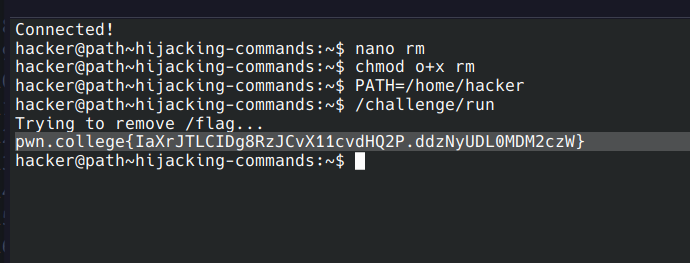 Connected!
hacker@path~hijacking-commands:~$ nano rm
hacker@path~hijacking-commands:~$ chmod o+x rm
hacker@path~hijacking-commands:~$ PATH=/home/hacker
hacker@path~hijacking-commands:~$ /challenge/run
Trying to remove /flag...
pwn.college{IaXrJTLCIDg8RzJCvX11cvdHQ2P.ddzNyUDL0MDM2czW}
hacker@path~hijacking-commands:~$